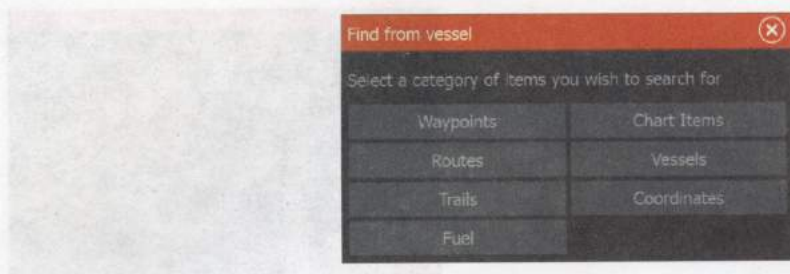 Find from vessel
Select a category of items you wish to search for
Waypoints Chart Items
Routes Vessels
Trails Coordinates
Fuel